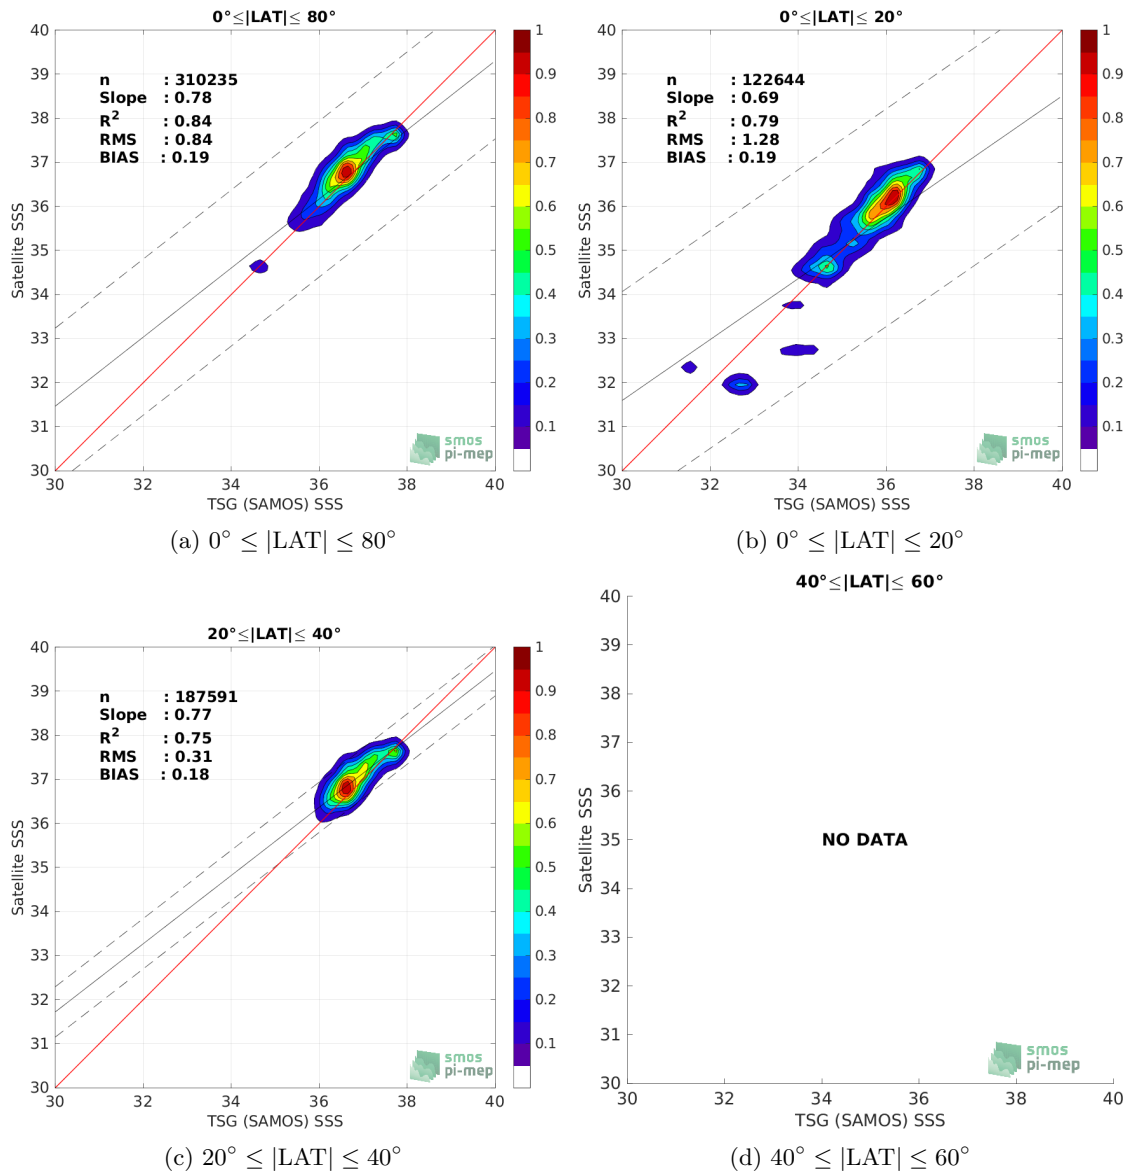 0°≤|LAT|≤ 80°
40
39
38
37
36
35
34
33
32
31
30
Satellite SSS
n : 310235
Slope : 0.78
R² : 0.84
RMS : 0.84
BIAS : 0.19
smos
pi-mep
30 32 34 36 38 40
TSG (SAMOS) SSS
1
0.9
0.8
0.7
0.6
0.5
0.4
0.3
0.2
0.1
(a) 0° ≤ |LAT| ≤ 80°
0°≤|LAT|≤ 20°
40
39
38
37
36
35
34
33
32
31
30
Satellite SSS
n : 122644
Slope : 0.69
R² : 0.79
RMS : 1.28
BIAS : 0.19
smos
pi-mep
30 32 34 36 38 40
TSG (SAMOS) SSS
1
0.9
0.8
0.7
0.6
0.5
0.4
0.3
0.2
0.1
(b) 0° ≤ |LAT| ≤ 20°
20°≤|LAT|≤ 40°
40
39
38
37
36
35
34
33
32
31
30
Satellite SSS
n : 187591
Slope : 0.77
R² : 0.75
RMS : 0.31
BIAS : 0.18
smos
pi-mep
30 32 34 36 38 40
TSG (SAMOS) SSS
1
0.9
0.8
0.7
0.6
0.5
0.4
0.3
0.2
0.1
(c) 20° ≤ |LAT| ≤ 40°
40°≤|LAT|≤ 60°
40
39
38
37
36
35
34
33
32
31
30
Satellite SSS
NO DATA
smos
pi-mep
30 32 34 36 38 40
TSG (SAMOS) SSS
(d) 40° ≤ |LAT| ≤ 60°